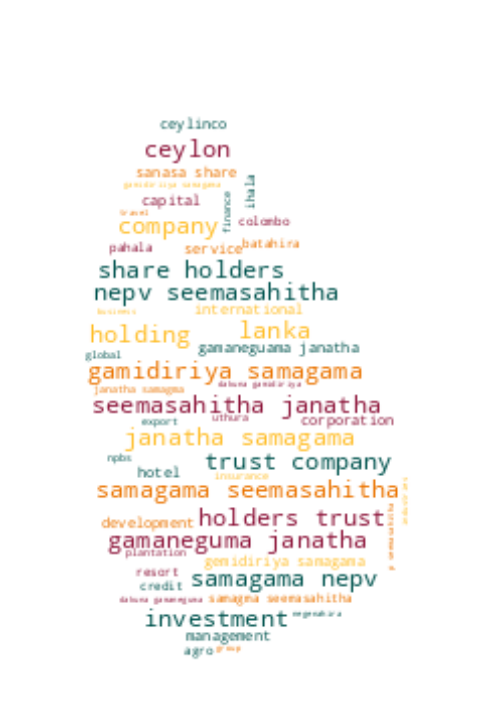 ceylinco
ceylon
sanasa share
gamidiriya samagama
ihala
capital
finance
travel
colombo
company
batahira
pahala
service
share holders
nepv seemasahitha
international
business
lanka
holding
gamaneguama janatha
global
gamidiriya samagama
dakuna gamidiriya
janatha samagma
seemasahitha janatha
uthura
export
corporation
janatha samagama
npbs
trust company
hotel
insurance
samagama seemasahitha
holders trust
development
gamaneguma janatha
plantation
gemidiriya samagama
resort
samagama nepv
credit
dakuna gamaneguma
samagma seemasahitha
investment
management
agro
group